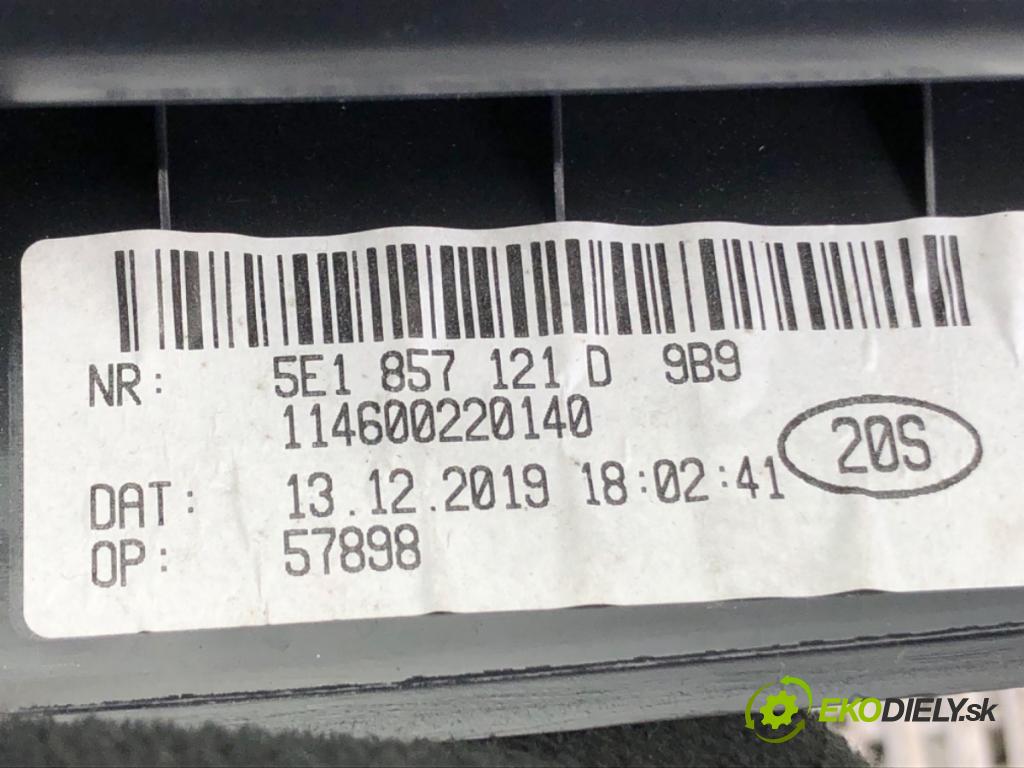 NR: 5E1 857 121 D 9B9
114600220140
20S
DAT: 13.12.2019 18:02:41
OP: 57898
EKODIELY.sk